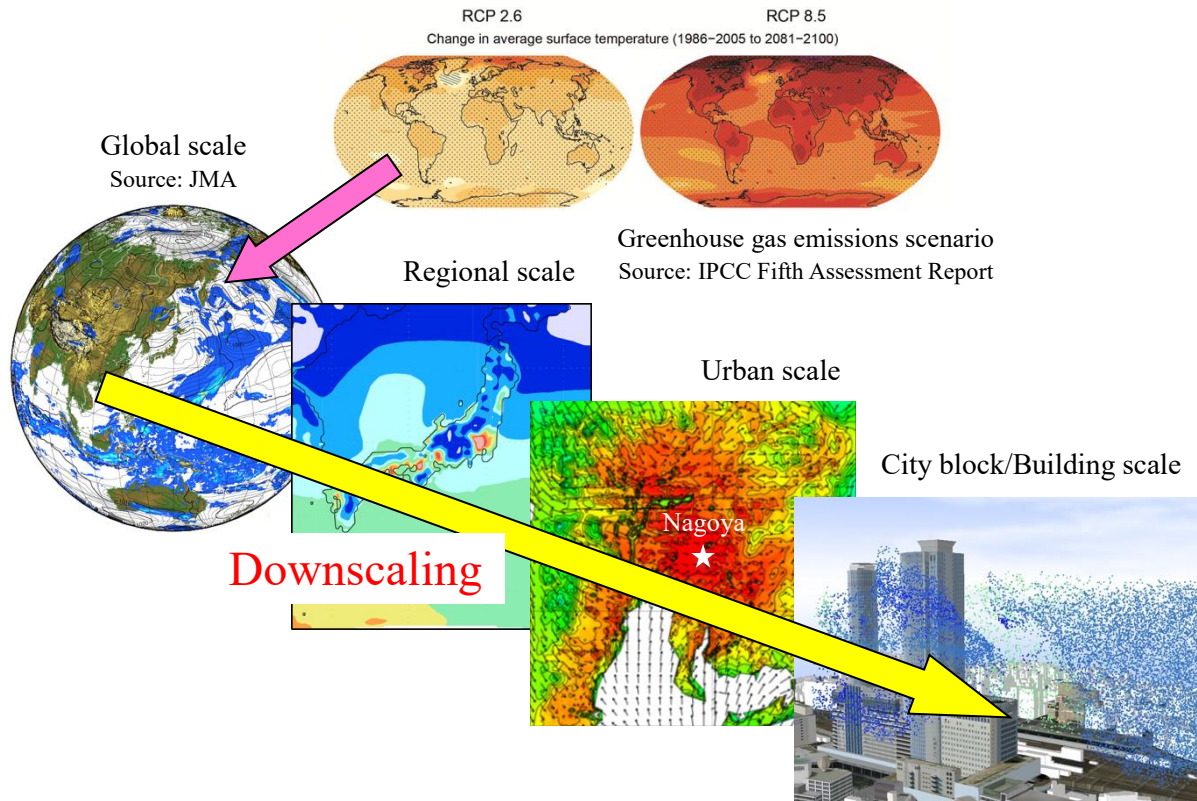 RCP 2.6
RCP 8.5
Change in average surface temperature (1986−2005 to 2081−2100)
Global scale
Source: JMA
Greenhouse gas emissions scenario
Source: IPCC Fifth Assessment Report
Regional scale
Urban scale
City block/Building scale
Nagoya
Downscaling